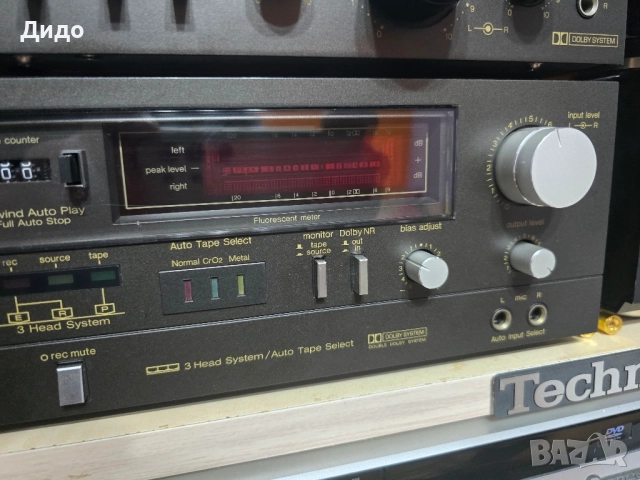 Дидо
DOLBY SYSTEM
counter
left
peak level
right
dB
+
dB
Fluorescent meter
input level
L R
wind Auto Play
Full Auto Stop
output level
rec source tape
E R P
3 Head System
Auto Tape Select
Normal CrO2 Metal
monitor
tape
source
Dolby NR
out
in
bias adjust
L mic R
Auto Input Select
rec mute
3 Head System/Auto Tape Select
DOLBY SYSTEM
DOUBLE DOLBY SYSTEM
Techn
DVD
BAZAR